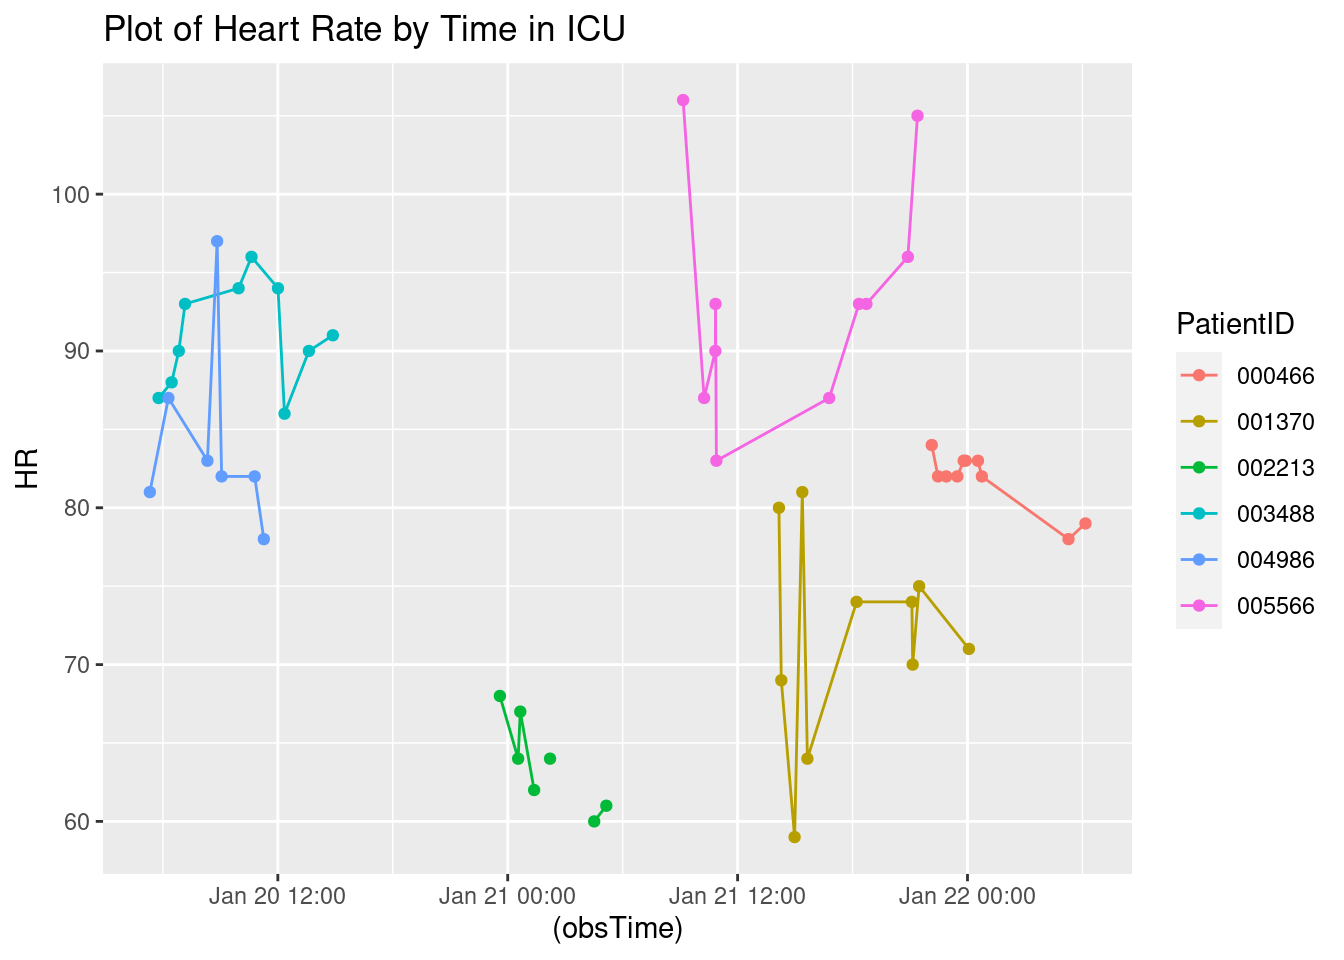 Plot of Heart Rate by Time in ICU
HR
100
90
80
70
60
Jan 20 12:00
Jan 21 00:00
Jan 21 12:00
Jan 22 00:00
(obsTime)
PatientID
000466
001370
002213
003488
004986
005566